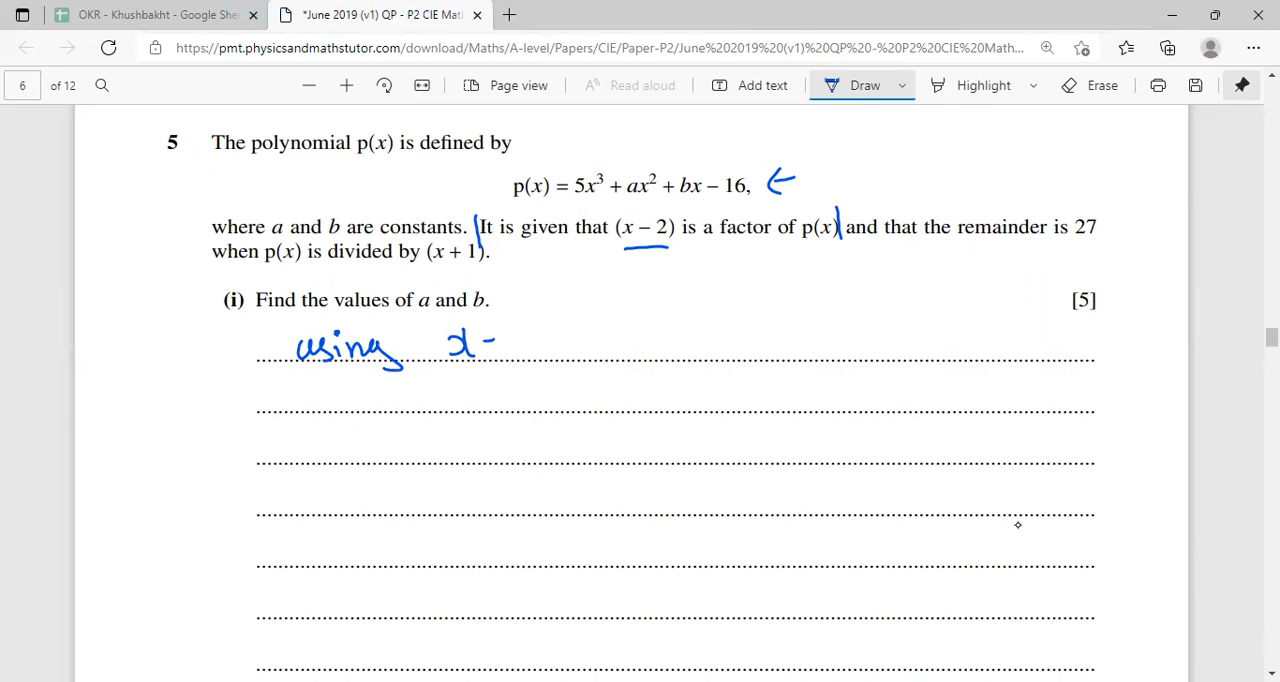 OKR - Khushbakht - Google She
*June 2019 (v1) QP - P2 CIE Mat
https://pmt.physicsandmathstutor.com/download/Maths/A-level/Papers/CIE/Paper-P2/June%202019%20(v1)%20QP%20-%20P2%20CIE%20Math...
6 of 12
Page view
Read aloud
Add text
Draw
Highlight
Erase
5 The polynomial p(x) is defined by
p(x) = 5x³ + ax² + bx − 16, ←
where a and b are constants. It is given that (x − 2) is a factor of p(x) and that the remainder is 27
when p(x) is divided by (x + 1).
(i) Find the values of a and b. [5]
using x -